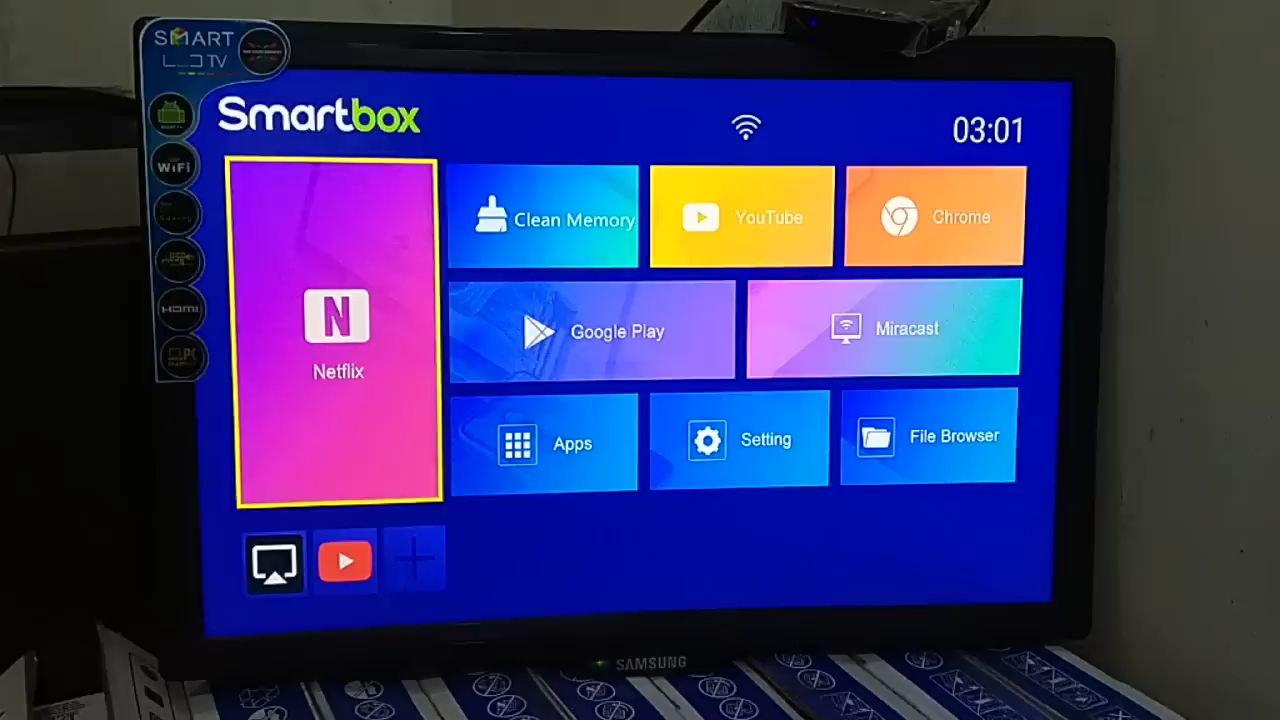 SMART
LED TV
Smartbox
03:01
WiFi
HDMI
Clean Memory
YouTube
Chrome
N
Netflix
Google Play
Miracast
Apps
Setting
File Browser
SAMSUNG